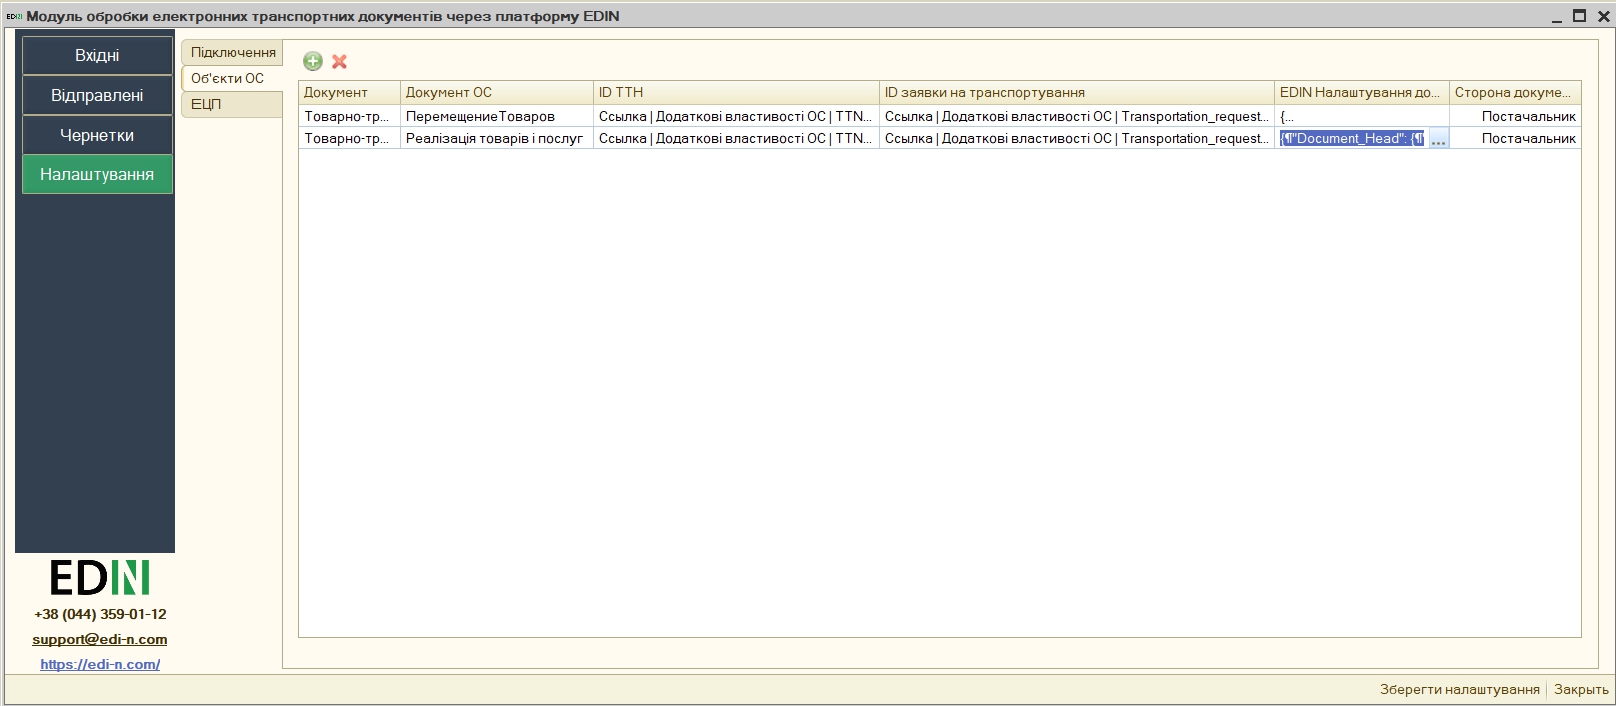 EDIN Модуль обробки електронних транспортних документів через платформу EDIN
Вхідні
Відправлені
Чернетки
Налаштування
Підключення
Об'єкти ОС
ЕЦП
Документ Документ ОС ID ТТН ID заявки на транспортування EDIN Налаштування до... Сторона докуме...
Товарно-тр... ПеремещениеТоваров Ссылка | Додаткові властивості ОС | TTN... Ссылка | Додаткові властивості ОС | Transportation_request... {... Постачальник
Товарно-тр... Реалізація товарів і послуг Ссылка | Додаткові властивості ОС | TTN... Ссылка | Додаткові властивості ОС | Transportation_request... {¶"Document_Head": {¶" ... Постачальник
EDIN
+38 (044) 359-01-12
support@edi-n.com
https://edi-n.com/
Зберегти налаштування Закрыть